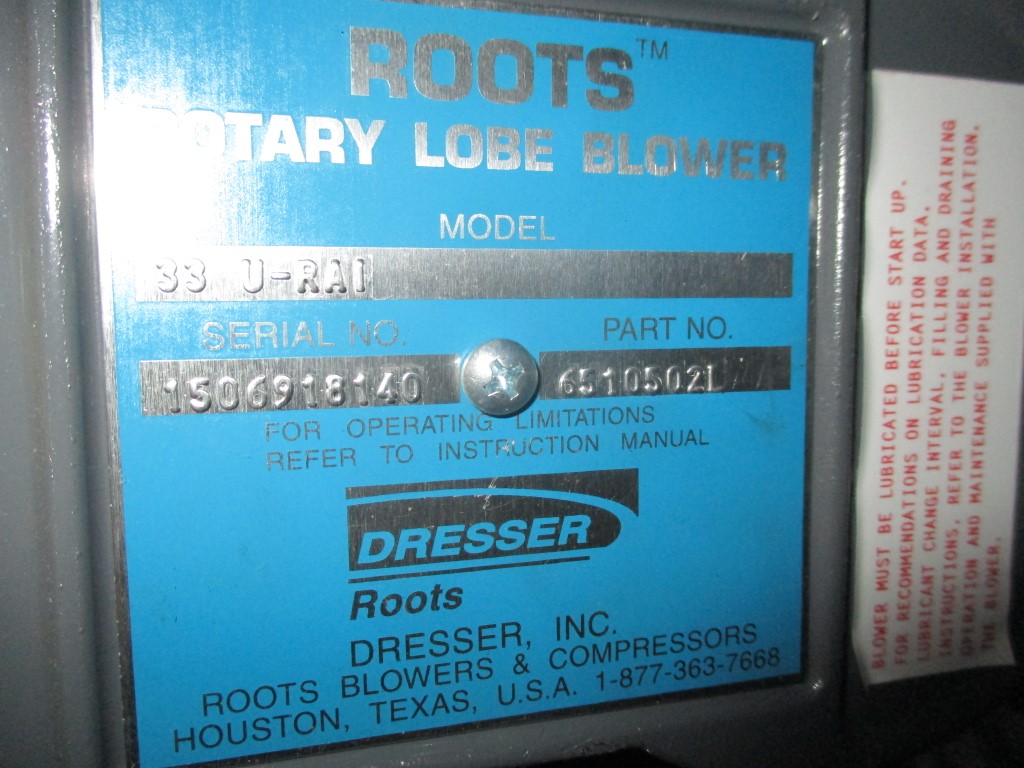 ROOTS™
ROTARY LOBE BLOWER
MODEL
33 U-RAI
SERIAL NO.
PART NO.
1506918140
6510502L
FOR OPERATING LIMITATIONS
REFER TO INSTRUCTION MANUAL
DRESSER
Roots
DRESSER, INC.
ROOTS BLOWERS & COMPRESSORS
HOUSTON, TEXAS, U.S.A. 1-877-363-7668
BLOWER MUST BE LUBRICATED BEFORE START UP.
FOR RECOMMENDATIONS ON LUBRICATION DATA,
LUBRICANT CHANGE INTERVAL, FILLING AND DRAINING
INSTRUCTIONS, REFER TO THE BLOWER INSTALLATION,
OPERATION AND MAINTENANCE SUPPLIED WITH
THE BLOWER.